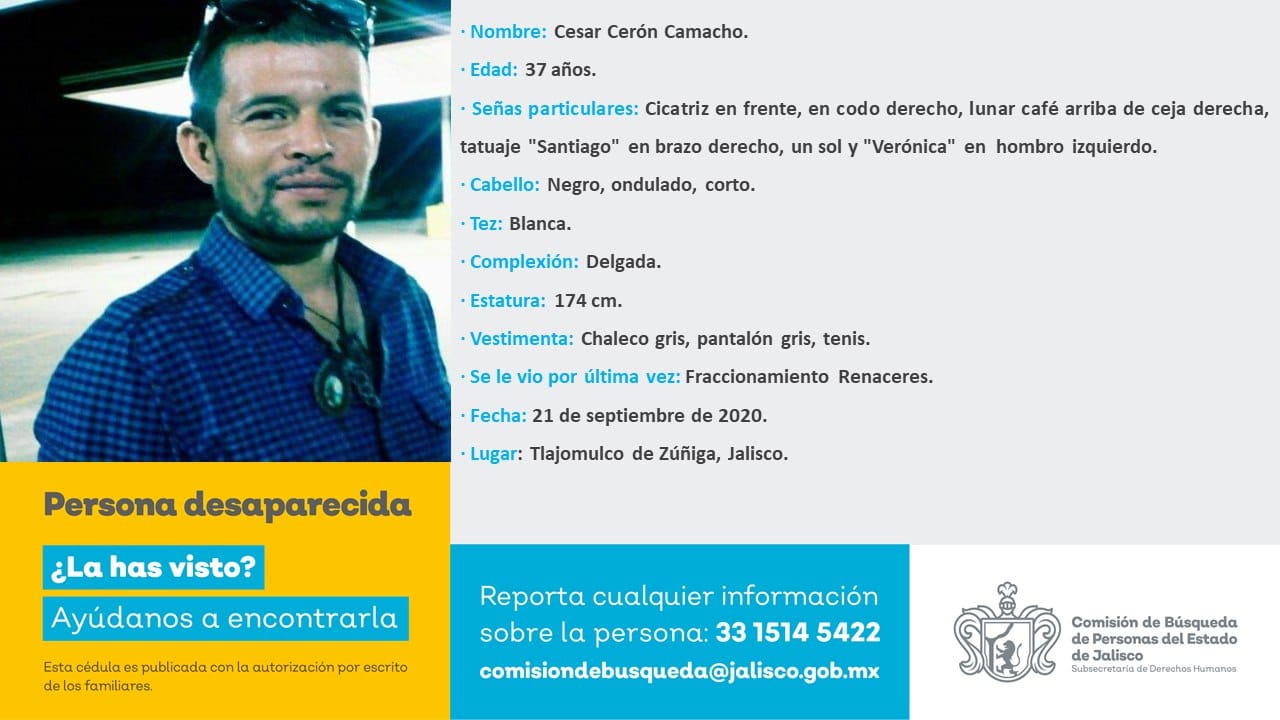 · Nombre: Cesar Cerón Camacho.
· Edad: 37 años.
· Señas particulares: Cicatriz en frente, en codo derecho, lunar café arriba de ceja derecha,
tatuaje "Santiago" en brazo derecho, un sol y "Verónica" en hombro izquierdo.
· Cabello: Negro, ondulado, corto.
· Tez: Blanca.
· Complexión: Delgada.
· Estatura: 174 cm.
· Vestimenta: Chaleco gris, pantalón gris, tenis.
· Se le vio por última vez: Fraccionamiento Renaceres.
· Fecha: 21 de septiembre de 2020.
· Lugar: Tlajomulco de Zúñiga, Jalisco.
Persona desaparecida
¿La has visto?
Ayúdanos a encontrarla
Esta cédula es publicada con la autorización por escrito
de los familiares.
Reporta cualquier información
sobre la persona: 33 1514 5422
comisiondebusqueda@jalisco.gob.mx
Comisión de Búsqueda
de Personas del Estado
de Jalisco
Subsecretaría de Derechos Humanos